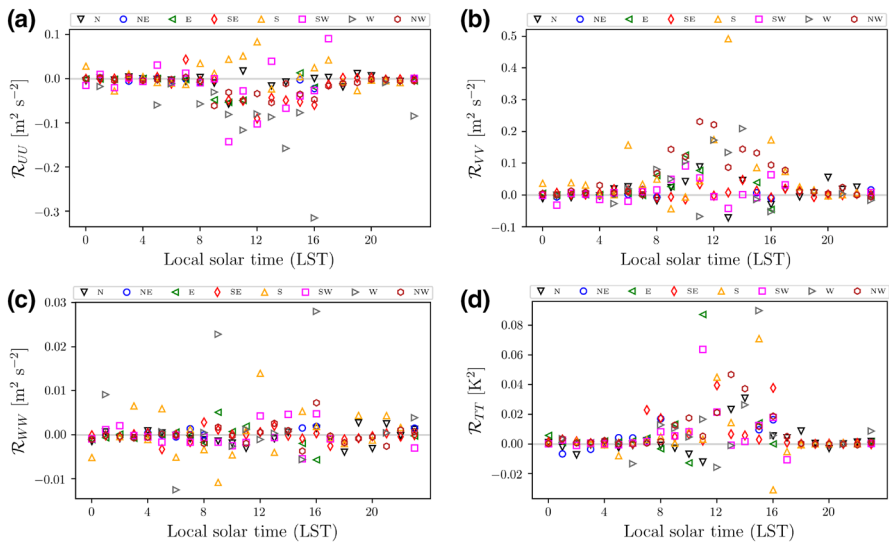 (a)
N NE E SE S SW W NW
0.1
0.0
−0.1
−0.2
−0.3
R_UU [m² s⁻²]
0 4 8 12 16 20
Local solar time (LST)
(b)
N NE E SE S SW W NW
0.5
0.4
0.3
0.2
0.1
0.0
−0.1
R_VV [m² s⁻²]
0 4 8 12 16 20
Local solar time (LST)
(c)
N NE E SE S SW W NW
0.03
0.02
0.01
0.00
−0.01
R_WW [m² s⁻²]
0 4 8 12 16 20
Local solar time (LST)
(d)
N NE E SE S SW W NW
0.08
0.06
0.04
0.02
0.00
−0.02
R_TT [K²]
0 4 8 12 16 20
Local solar time (LST)